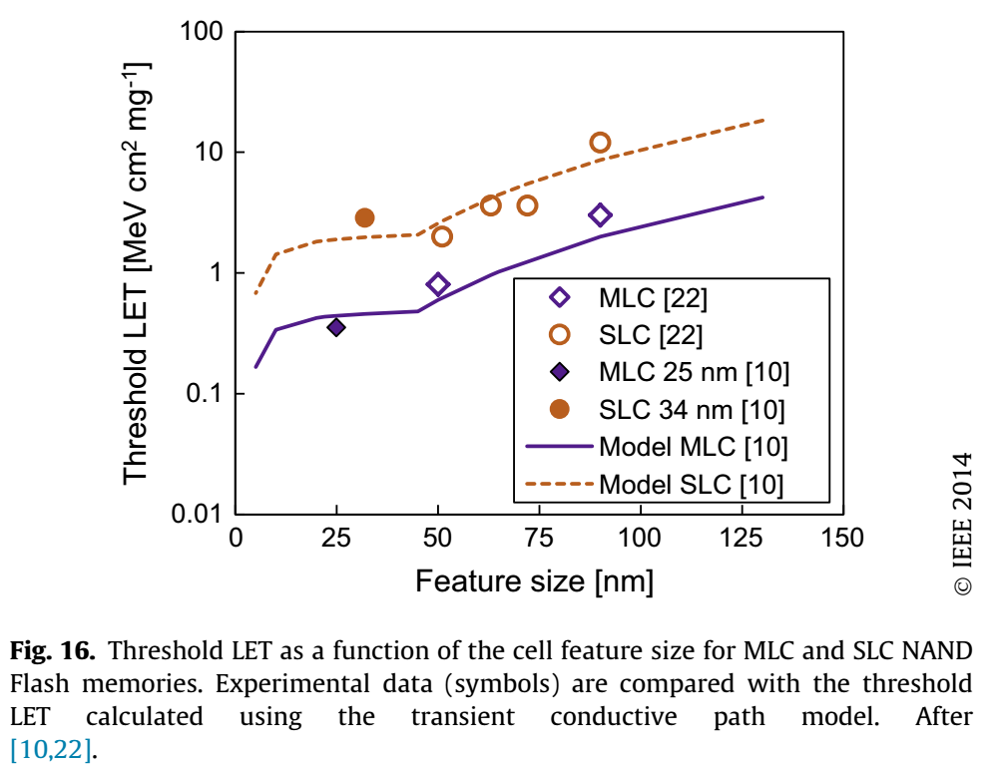 100
10
1
0.1
0.01
Threshold LET [MeV cm² mg⁻¹]
0 25 50 75 100 125 150
Feature size [nm]
MLC [22]
SLC [22]
MLC 25 nm [10]
SLC 34 nm [10]
Model MLC [10]
Model SLC [10]
© IEEE 2014
Fig. 16. Threshold LET as a function of the cell feature size for MLC and SLC NAND
Flash memories. Experimental data (symbols) are compared with the threshold
LET calculated using the transient conductive path model. After
[10,22].